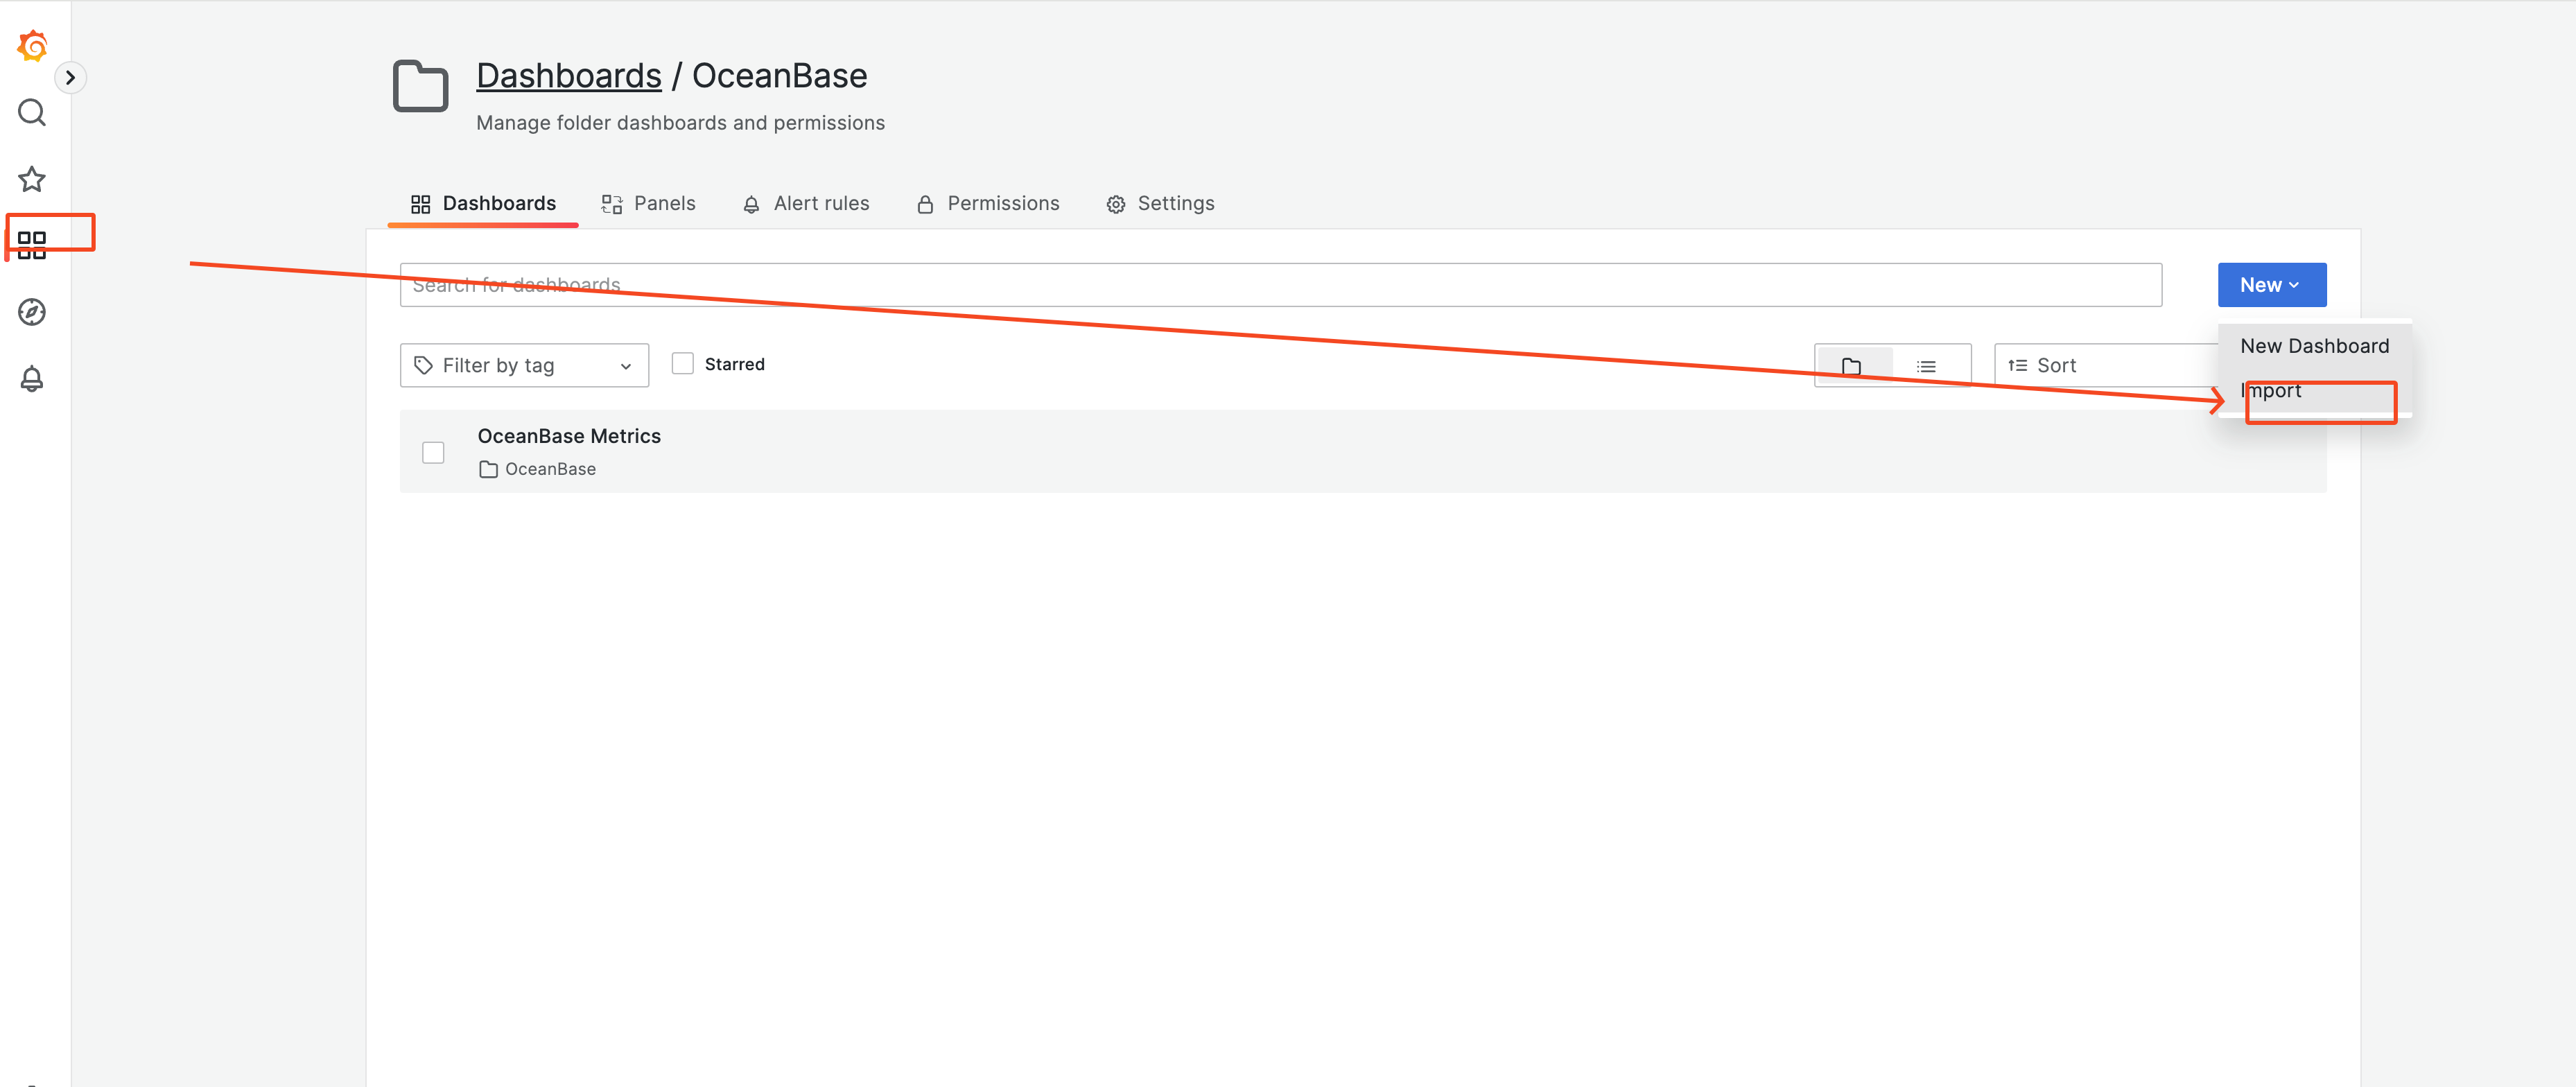 Dashboards / OceanBase
Manage folder dashboards and permissions
Dashboards Panels Alert rules Permissions Settings
Search for dashboards
New
New Dashboard
Import
Filter by tag
Starred
Sort
OceanBase Metrics
OceanBase